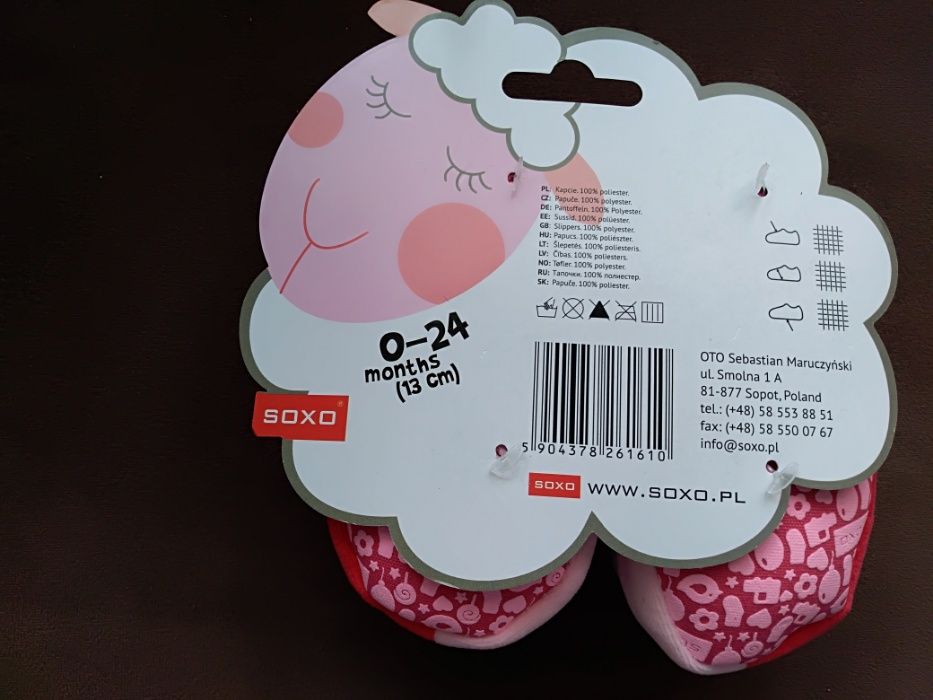 PL: Kapcie. 100% poliester.
CZ: Papuče. 100% polyester.
DE: Pantoffeln. 100% Polyester.
EE: Sussid. 100% polüester.
GB: Slippers. 100% polyester.
HU: Papucs. 100% poliészter.
LT: Šlepetės. 100% poliesteris.
LV: Čības. 100% poliesters.
NO: Tøfler. 100% polyester.
RU: Тапочки. 100% полиестер.
SK: Papuče. 100% poliester.
0-24
months
(13 cm)
SOXO®
5 904378 261610
OTO Sebastian Maruczyński
ul. Smolna 1 A
81-877 Sopot, Poland
tel.: (+48) 58 553 88 51
fax: (+48) 58 550 07 67
info@soxo.pl
SOXO WWW.SOXO.PL